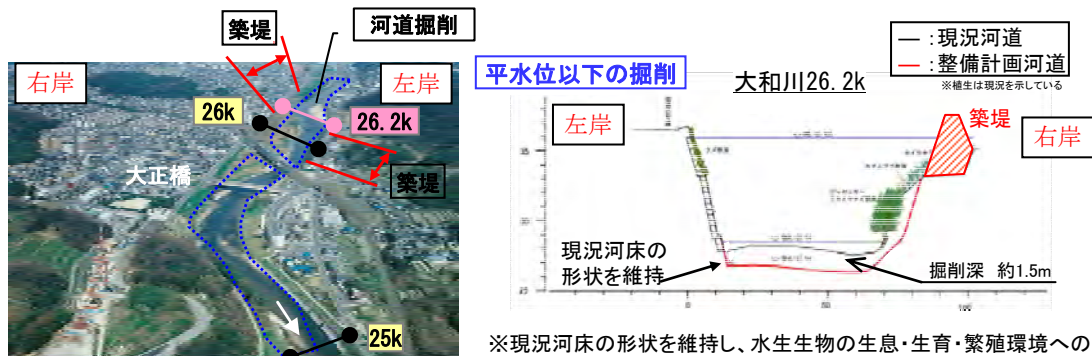 築堤
河道掘削
右岸
左岸
26k
26.2k
大正橋
築堤
25k
平水位以下の掘削
大和川26.2k
― :現況河道
― :整備計画河道
※植生は現況を示している
左岸
築堤
右岸
現況河床の
形状を維持
掘削深 約1.5m
0
50
100
※現況河床の形状を維持し、水生生物の生息・生育・繁殖環境への